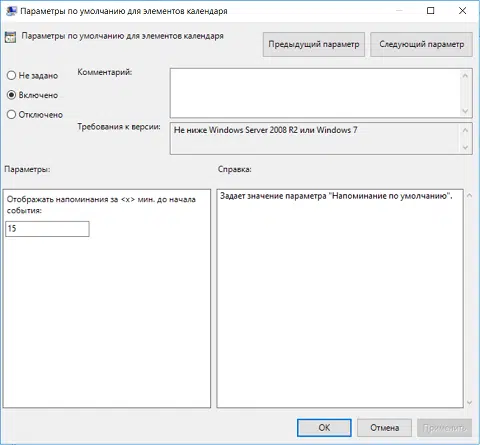 Параметры по умолчанию для элементов календаря
Параметры по умолчанию для элементов календаря
Предыдущий параметр
Следующий параметр
Не задано
Комментарий:
Включено
Отключено
Требования к версии:
Не ниже Windows Server 2008 R2 или Windows 7
Параметры:
Справка:
Отображать напоминания за <x> мин. до начала
события:
15
Задает значение параметра "Напоминание по умолчанию".
ОК
Отмена
Применить